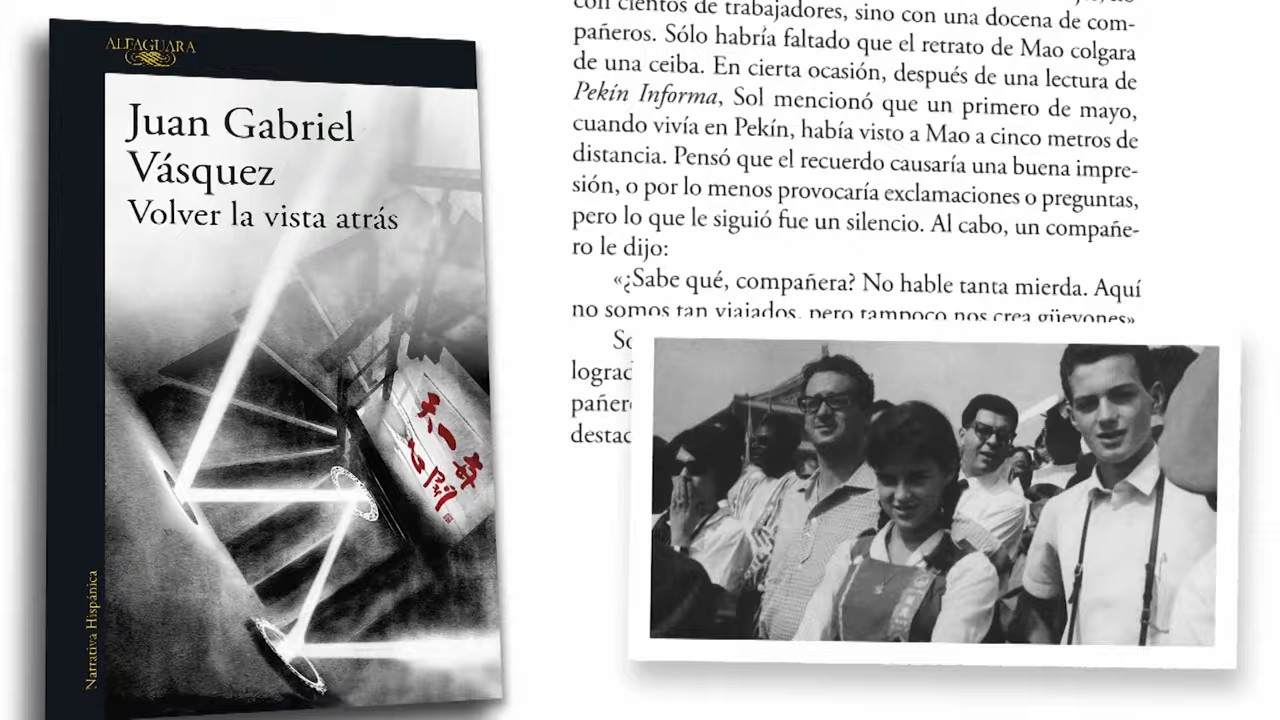 ALFAGUARA
Juan Gabriel
Vásquez
Volver la vista atrás
Narrativa Hispánica
con cientos de trabajadores, sino con una docena de com-
pañeros. Sólo habría faltado que el retrato de Mao colgara
de una ceiba. En cierta ocasión, después de una lectura de
Pekín Informa, Sol mencionó que un primero de mayo,
cuando vivía en Pekín, había visto a Mao a cinco metros de
distancia. Pensó que el recuerdo causaría una buena impre-
sión, o por lo menos provocaría exclamaciones o preguntas,
pero lo que le siguió fue un silencio. Al cabo, un compañe-
ro le dijo:
«¿Sabe qué, compañera? No hable tanta mierda. Aquí
no somos tan viajados, pero tampoco nos crea güevones»
So
lograd
pañer
destac